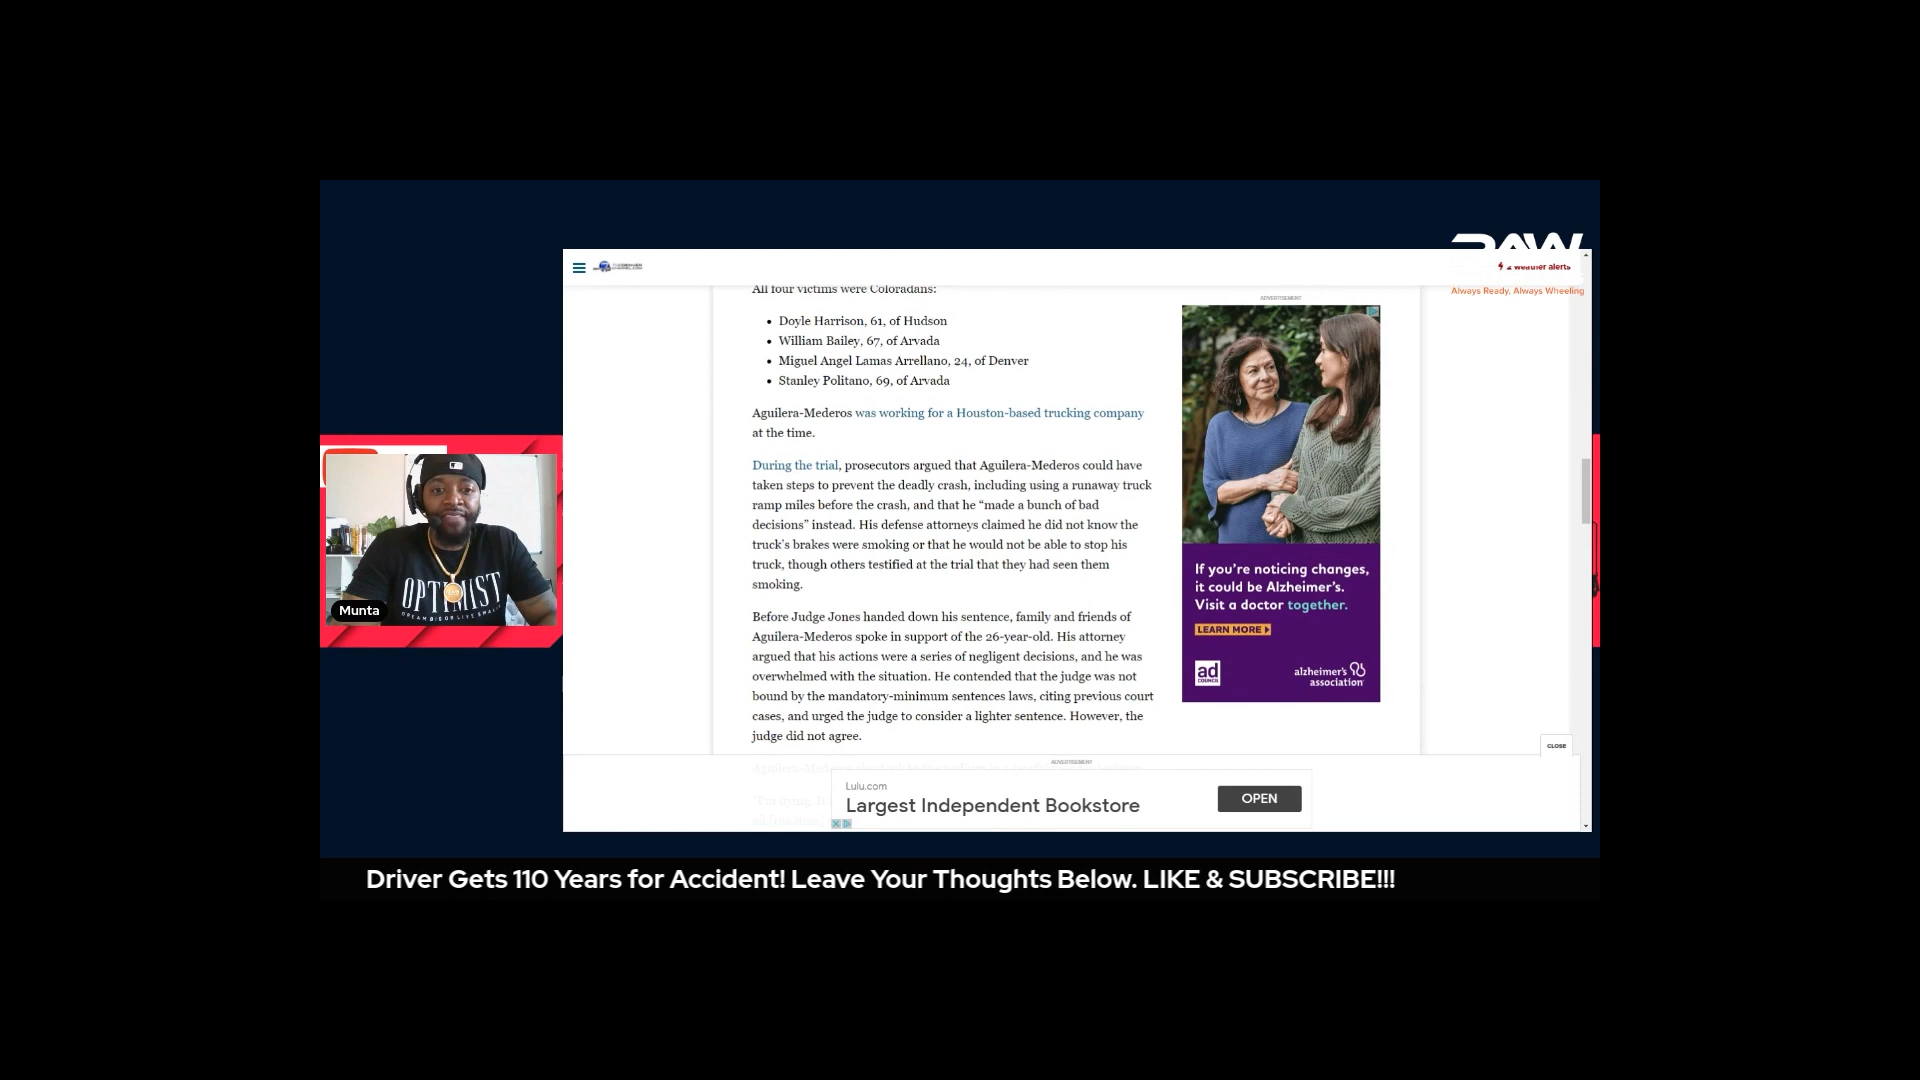 RAW
2 weather alerts
Always Ready, Always Wheeling
All four victims were Coloradans:
Doyle Harrison, 61, of Hudson
William Bailey, 67, of Arvada
Miguel Angel Lamas Arrellano, 24, of Denver
Stanley Politano, 69, of Arvada
Aguilera-Mederos was working for a Houston-based trucking company
at the time.
During the trial, prosecutors argued that Aguilera-Mederos could have
taken steps to prevent the deadly crash, including using a runaway truck
ramp miles before the crash, and that he “made a bunch of bad
decisions” instead. His defense attorneys claimed he did not know the
truck’s brakes were smoking or that he would not be able to stop his
truck, though others testified at the trial that they had seen them
smoking.
Before Judge Jones handed down his sentence, family and friends of
Aguilera-Mederos spoke in support of the 26-year-old. His attorney
argued that his actions were a series of negligent decisions, and he was
overwhelmed with the situation. He contended that the judge was not
bound by the mandatory-minimum sentences laws, citing previous court
cases, and urged the judge to consider a lighter sentence. However, the
judge did not agree.
ADVERTISEMENT
If you’re noticing changes,
it could be Alzheimer’s.
Visit a doctor together.
LEARN MORE
ad
COUNCIL
alzheimer’s
association
OPTIMIST
Munta
CLOSE
ADVERTISEMENT
Lulu.com
Largest Independent Bookstore
OPEN
Driver Gets 110 Years for Accident! Leave Your Thoughts Below. LIKE & SUBSCRIBE!!!